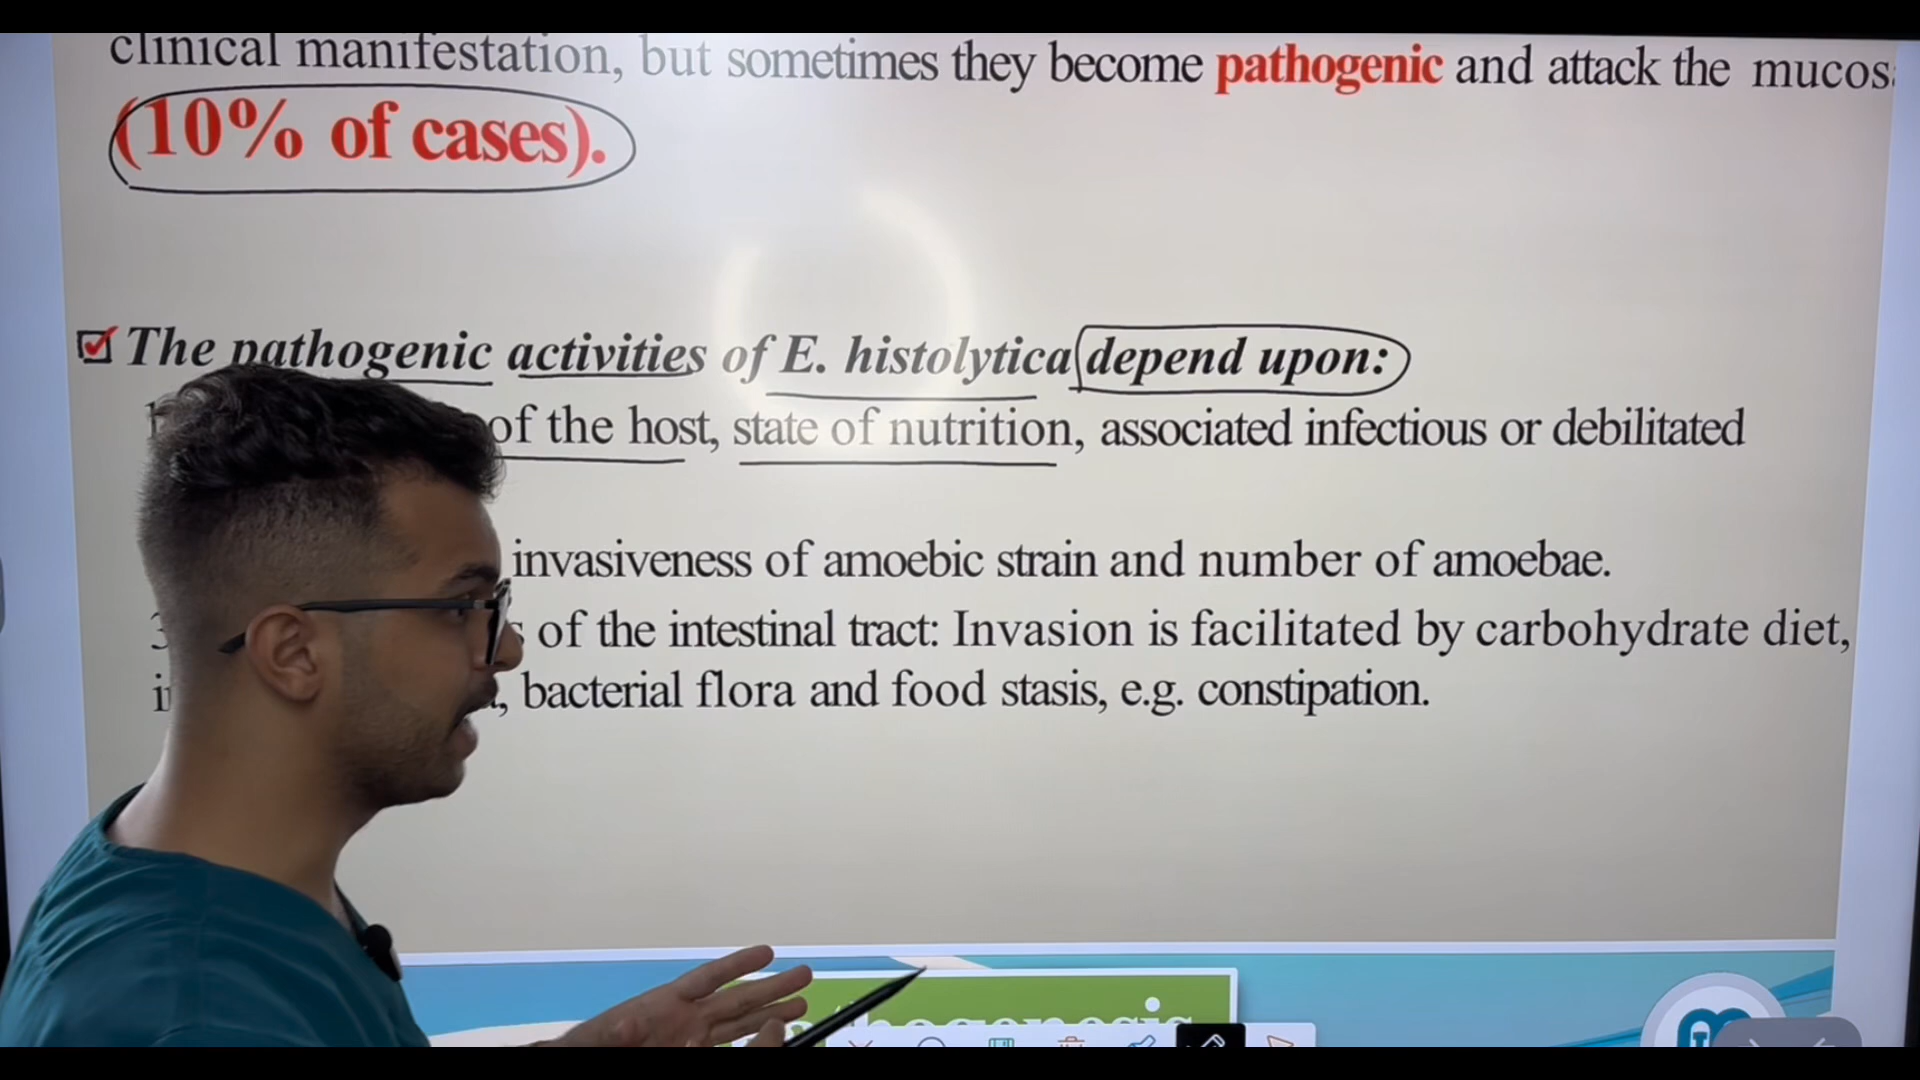 clinical manifestation, but sometimes they become pathogenic and attack the
(10% of cases).
The pathogenic activities of E. histolytica depend upon:
of the host, state of nutrition, associated infectious or debilitated
invasiveness of amoebic strain and number of amoebae.
of the intestinal tract: Invasion is facilitated by carbohydrate diet,
bacterial flora and food stasis, e.g. constipation.